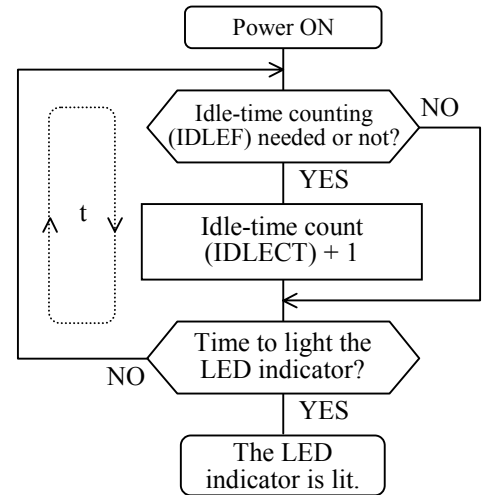 Power ON
Idle-time counting
(IDLEF) needed or not?
NO
YES
t
Idle-time count
(IDLECT) + 1
Time to light the
LED indicator?
NO
YES
The LED
indicator is lit.